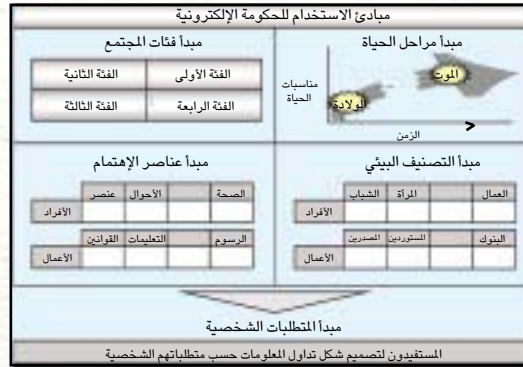 مبادئ الاستخدام للحكومة الإلكترونية
مبدأ مراحل الحياة
مناسبات
الحياة
الموت
الولادة
الزمن
مبدأ فئات المجتمع
الفئة الأولى
الفئة الثانية
الفئة الرابعة
الفئة الثالثة
مبدأ التصنيف البيئي
العمال
المرأة
الشباب
الأفراد
البنوك
المستوردين
المصدرين
الأعمال
مبدأ عناصر الإهتمام
الصحة
الأحوال
عنصر
الأفراد
الرسوم
التعليمات
القوانين
الأعمال
مبدأ المتطلبات الشخصية
المستفيدون لتصميم شكل تداول المعلومات حسب متطلباتهم الشخصية